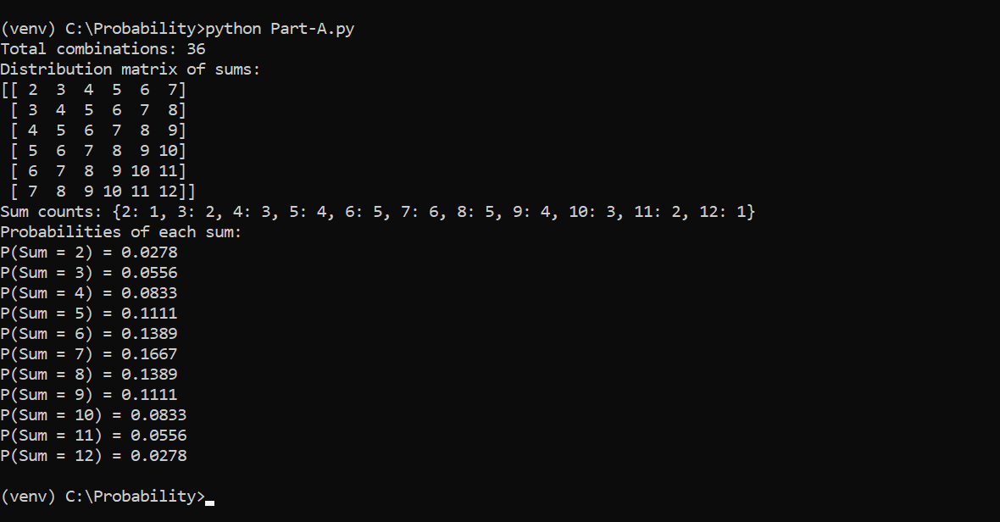 (venv) C:\Probability>python Part-A.py
Total combinations: 36
Distribution matrix of sums:
[[ 2  3  4  5  6  7]
 [ 3  4  5  6  7  8]
 [ 4  5  6  7  8  9]
 [ 5  6  7  8  9 10]
 [ 6  7  8  9 10 11]
 [ 7  8  9 10 11 12]]
Sum counts: {2: 1, 3: 2, 4: 3, 5: 4, 6: 5, 7: 6, 8: 5, 9: 4, 10: 3, 11: 2, 12: 1}
Probabilities of each sum:
P(Sum = 2) = 0.0278
P(Sum = 3) = 0.0556
P(Sum = 4) = 0.0833
P(Sum = 5) = 0.1111
P(Sum = 6) = 0.1389
P(Sum = 7) = 0.1667
P(Sum = 8) = 0.1389
P(Sum = 9) = 0.1111
P(Sum = 10) = 0.0833
P(Sum = 11) = 0.0556
P(Sum = 12) = 0.0278
(venv) C:\Probability>